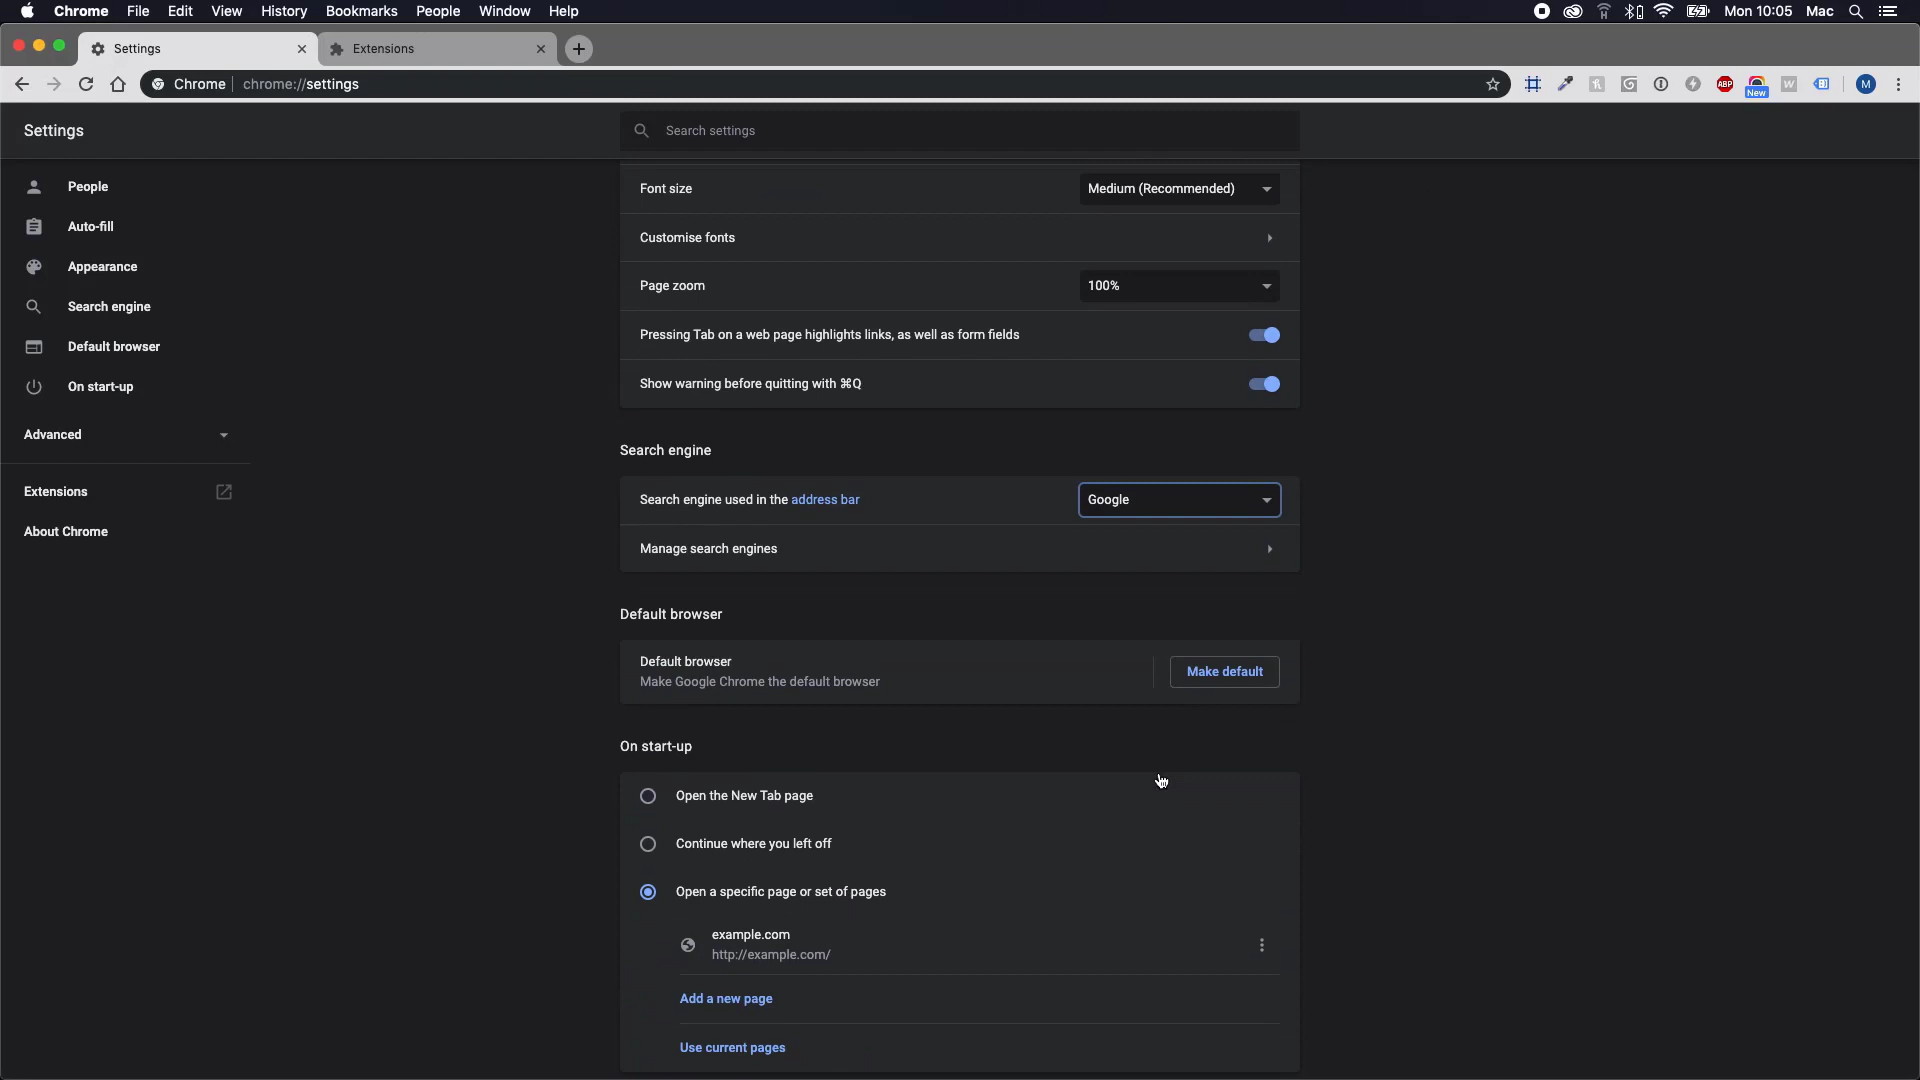 Chrome File Edit View History Bookmarks People Window Help Mon 10:05 Mac
Settings Extensions
Chrome chrome://settings ABP New W M
Settings Search settings
People
Auto-fill
Appearance
Search engine
Default browser
On start-up
Advanced
Extensions
About Chrome
Font size Medium (Recommended)
Customise fonts
Page zoom 100%
Pressing Tab on a web page highlights links, as well as form fields
Show warning before quitting with ⌘Q
Search engine
Search engine used in the address bar Google
Manage search engines
Default browser
Default browser
Make Google Chrome the default browser Make default
On start-up
Open the New Tab page
Continue where you left off
Open a specific page or set of pages
example.com
http://example.com/
Add a new page
Use current pages